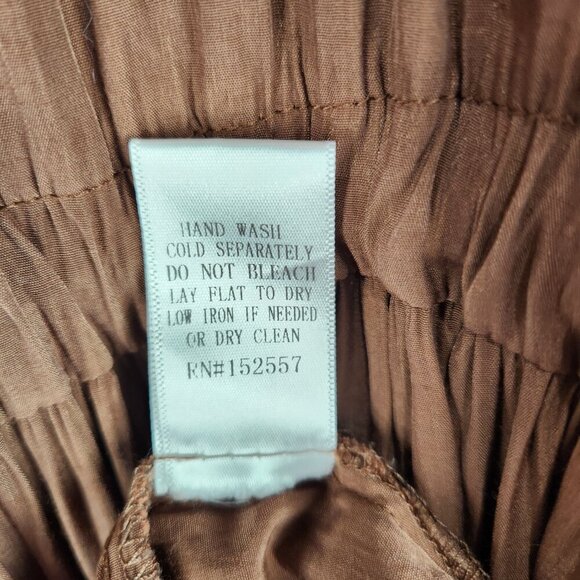 HAND WASH
COLD SEPARATELY
DO NOT BLEACH
LAY FLAT TO DRY
LOW IRON IF NEEDED
OR DRY CLEAN
RN#152557